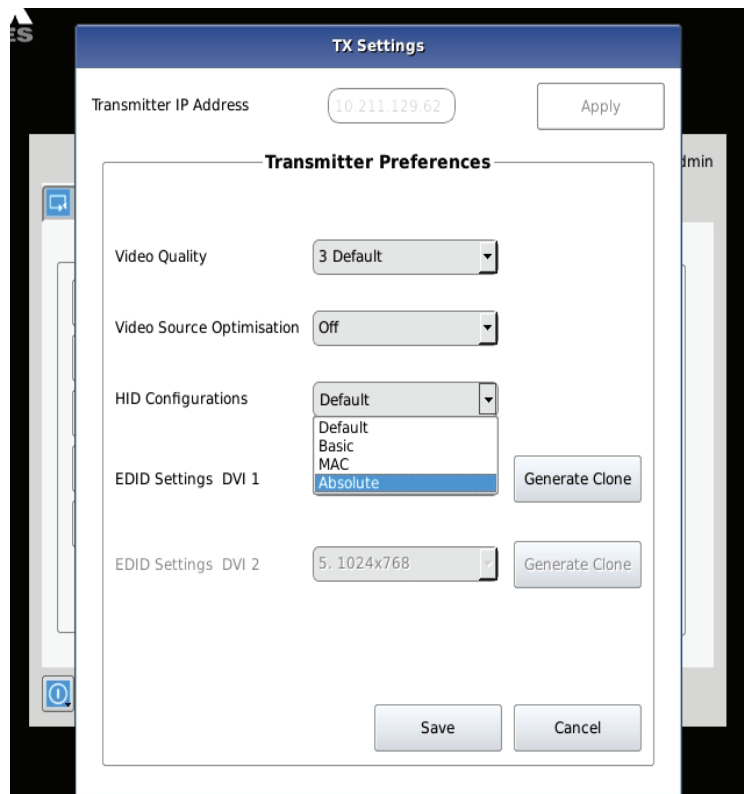 ES
TX Settings
Transmitter IP Address 10.211.129.62 Apply
dmin
Transmitter Preferences
Video Quality 3 Default
Video Source Optimisation Off
HID Configurations Default
Default
Basic
MAC
Absolute
EDID Settings DVI 1 Generate Clone
EDID Settings DVI 2 5. 1024x768 Generate Clone
Save Cancel